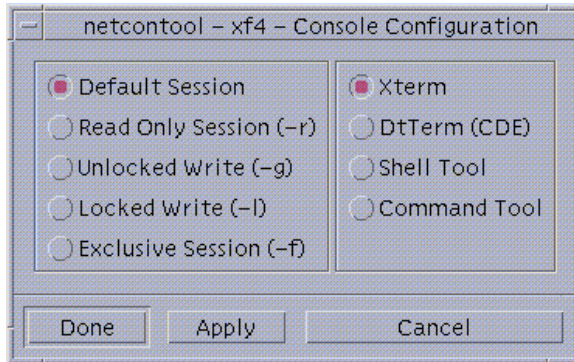 netcontool – xf4 – Console Configuration
Default Session
Read Only Session (–r)
Unlocked Write (–g)
Locked Write (–l)
Exclusive Session (–f)
Xterm
DtTerm (CDE)
Shell Tool
Command Tool
Done
Apply
Cancel